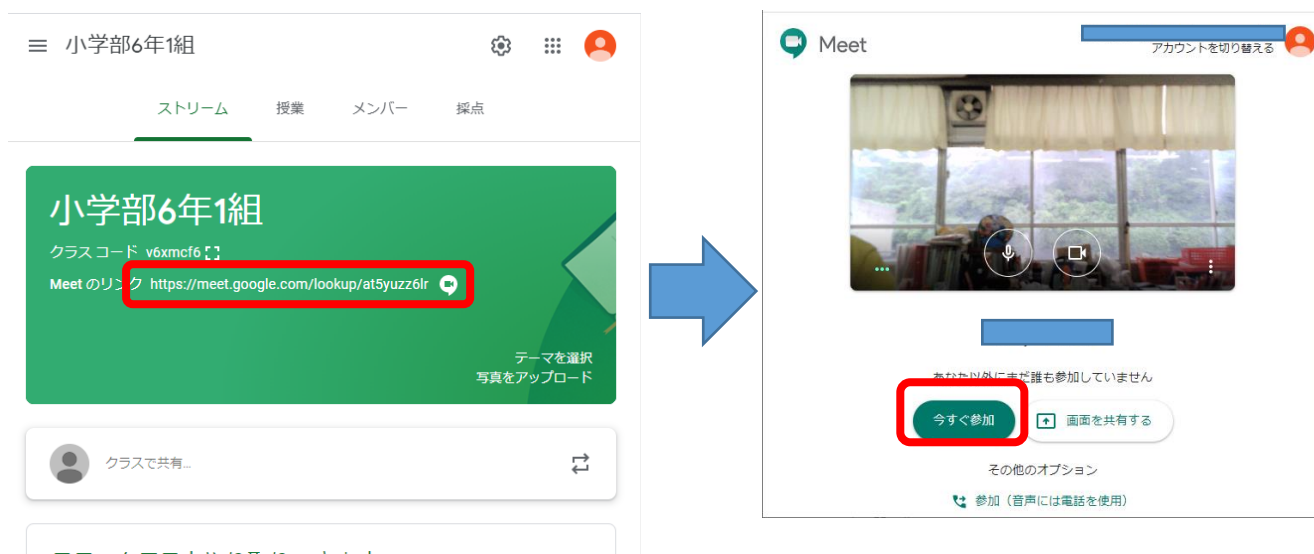 小学部6年1組
ストリーム 授業 メンバー 採点
小学部6年1組
クラス コード v6xmcf6
Meet のリンク https://meet.google.com/lookup/at5yuzz6lr
テーマを選択
写真をアップロード
クラスで共有...
Meet
アカウントを切り替える
あなた以外にまだ誰も参加していません
今すぐ参加 画面を共有する
その他のオプション
参加（音声には電話を使用）